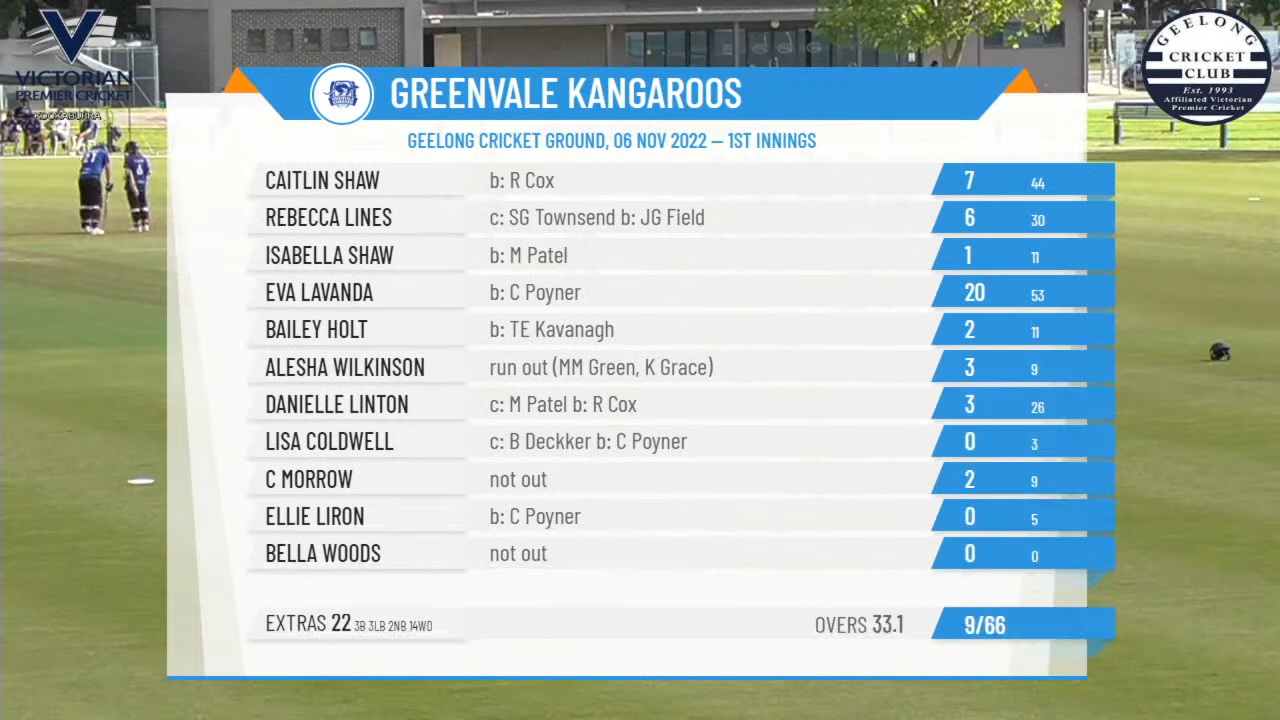 VICTORIAN
PREMIER CRICKET
KOOKABURRA
GEELONG
CRICKET
CLUB
Est. 1993
Affiliated Victorian
Premier Cricket
GREENVALE KANGAROOS
GEELONG CRICKET GROUND, 06 NOV 2022 – 1ST INNINGS
CAITLIN SHAW b: R Cox 7 44
REBECCA LINES c: SG Townsend b: JG Field 6 30
ISABELLA SHAW b: M Patel 1 11
EVA LAVANDA b: C Poyner 20 53
BAILEY HOLT b: TE Kavanagh 2 11
ALESHA WILKINSON run out (MM Green, K Grace) 3 9
DANIELLE LINTON c: M Patel b: R Cox 3 26
LISA COLDWELL c: B Deckker b: C Poyner 0 3
C MORROW not out 2 9
ELLIE LIRON b: C Poyner 0 5
BELLA WOODS not out 0 0
EXTRAS 22 3B 3LB 2NB 14WD OVERS 33.1 9/66